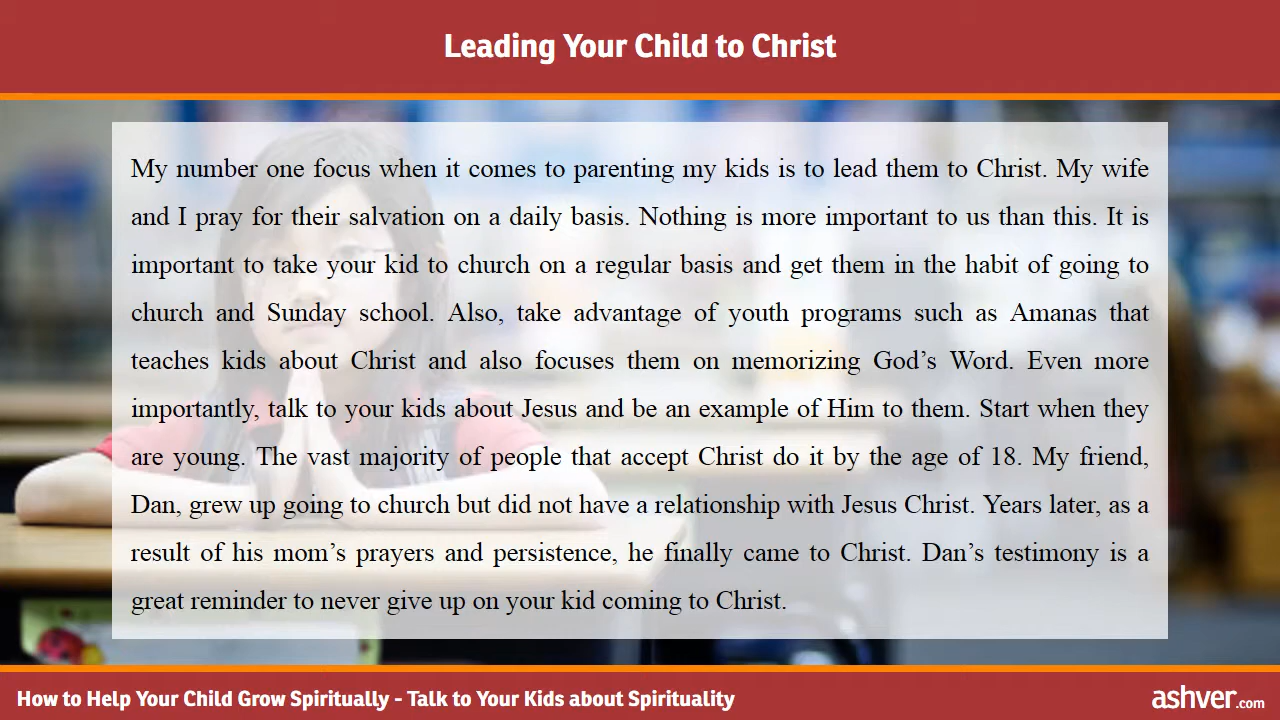 Leading Your Child to Christ
My number one focus when it comes to parenting my kids is to lead them to Christ. My wife
and I pray for their salvation on a daily basis. Nothing is more important to us than this. It is
important to take your kid to church on a regular basis and get them in the habit of going to
church and Sunday school. Also, take advantage of youth programs such as Amanas that
teaches kids about Christ and also focuses them on memorizing God’s Word. Even more
importantly, talk to your kids about Jesus and be an example of Him to them. Start when they
are young. The vast majority of people that accept Christ do it by the age of 18. My friend,
Dan, grew up going to church but did not have a relationship with Jesus Christ. Years later, as a
result of his mom’s prayers and persistence, he finally came to Christ. Dan’s testimony is a
great reminder to never give up on your kid coming to Christ.
How to Help Your Child Grow Spiritually - Talk to Your Kids about Spirituality
ashver.com